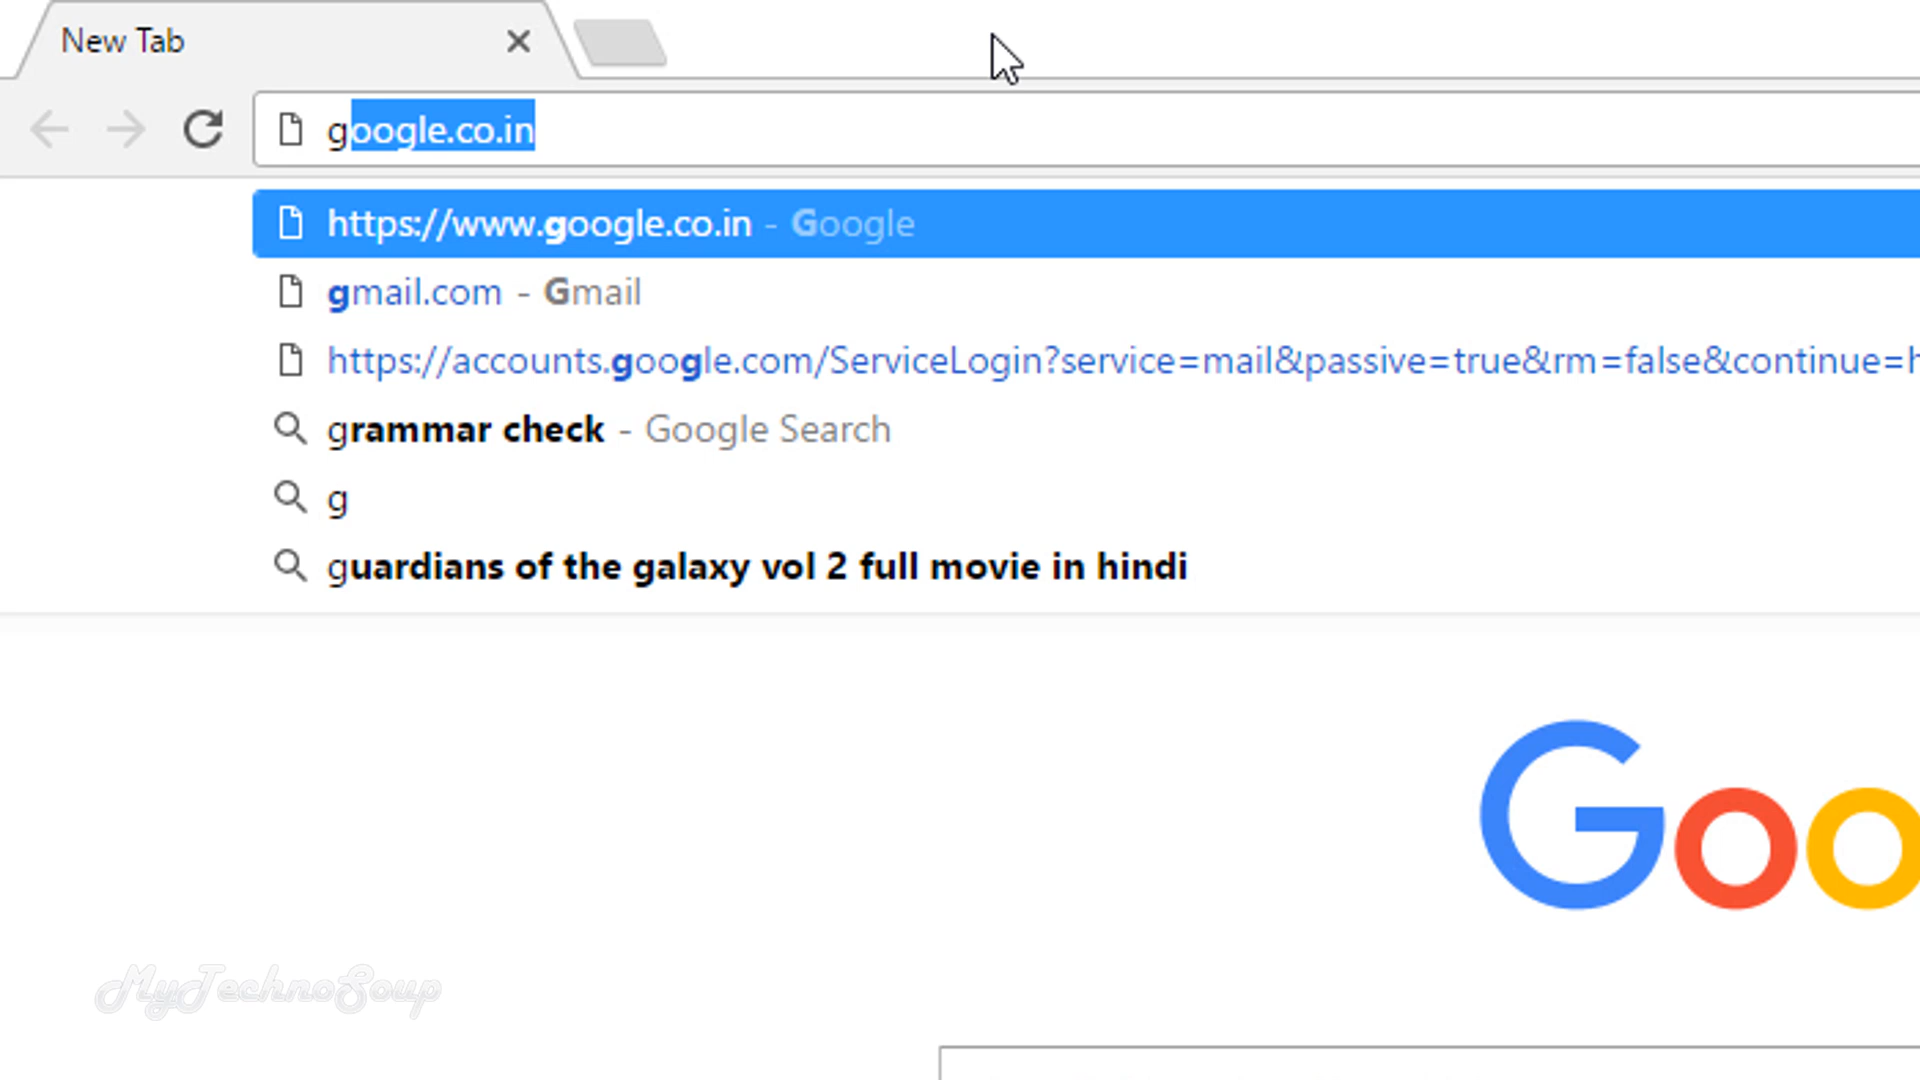 New Tab
google.co.in
https://www.google.co.in - Google
gmail.com - Gmail
https://accounts.google.com/ServiceLogin?service=mail&passive=true&rm=false&continue=h
grammar check - Google Search
g
guardians of the galaxy vol 2 full movie in hindi
Goo
MyTechnoSoup